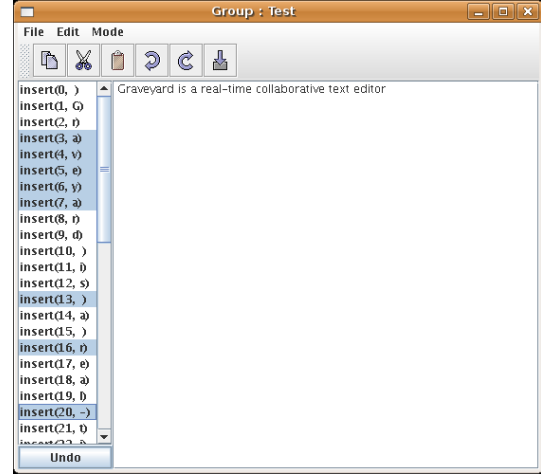 Group : Test
File Edit Mode
insert(0, )
Graveyard is a real-time collaborative text editor
insert(1, G)
insert(2, r)
insert(3, a)
insert(4, v)
insert(5, e)
insert(6, y)
insert(7, a)
insert(8, r)
insert(9, d)
insert(10, )
insert(11, i)
insert(12, s)
insert(13, )
insert(14, a)
insert(15, )
insert(16, r)
insert(17, e)
insert(18, a)
insert(19, l)
insert(20, -)
insert(21, t)
insert(22, i)
Undo